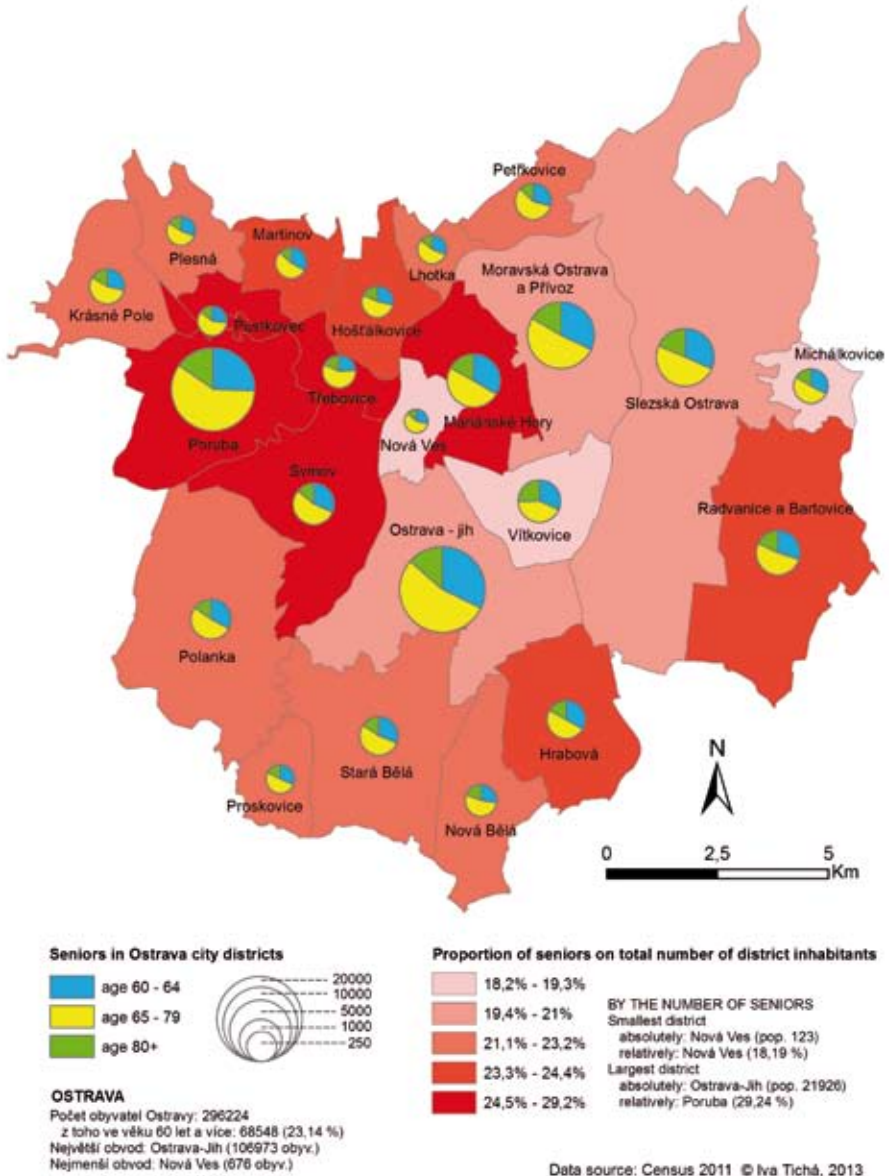 Petřkovice
Martinov
Plesná
Lhotka
Moravská Ostrava
a Přívoz
Krásné Pole
Pustkovec
Hošťálkovice
Michálkovice
Třebovice
Slezská Ostrava
Mariánské Hory
Poruba
Nová Ves
Svinov
Radvanice a Bartovice
Ostrava - jih
Vítkovice
Polanka
N
Hrabová
Stará Bělá
Proskovice
Nová Bělá
0 2,5 5
Km
Seniors in Ostrava city districts
age 60 - 64
age 65 - 79
age 80+
20000
10000
5000
1000
250
Proportion of seniors on total number of district inhabitants
18,2% - 19,3%
19,4% - 21%
21,1% - 23,2%
23,3% - 24,4%
24,5% - 29,2%
BY THE NUMBER OF SENIORS
Smallest district
absolutely: Nová Ves (pop. 123)
relatively: Nová Ves (18,19 %)
Largest district
absolutely: Ostrava-Jih (pop. 21926)
relatively: Poruba (29,24 %)
OSTRAVA
Počet obyvatel Ostravy: 296224
z toho ve věku 60 let a více: 68548 (23,14 %)
Největší obvod: Ostrava-Jih (106973 obyv.)
Nejmenší obvod: Nová Ves (676 obyv.)
Data source: Census 2011 © Iva Tichá, 2013